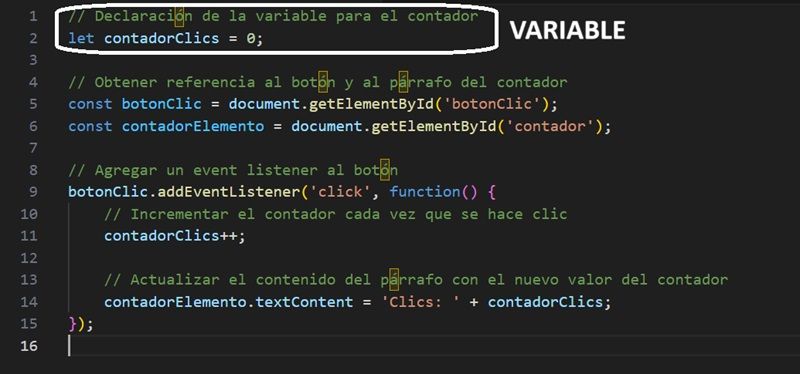 1 // Declaración de la variable para el contador
2 let contadorClics = 0;
VARIABLE
3
4 // Obtener referencia al botón y al párrafo del contador
5 const botonClic = document.getElementById('botonClic');
6 const contadorElemento = document.getElementById('contador');
7
8 // Agregar un event listener al botón
9 botonClic.addEventListener('click', function() {
10 // Incrementar el contador cada vez que se hace clic
11 contadorClics++;
12
13 // Actualizar el contenido del párrafo con el nuevo valor del contador
14 contadorElemento.textContent = 'Clics: ' + contadorClics;
15 });
16